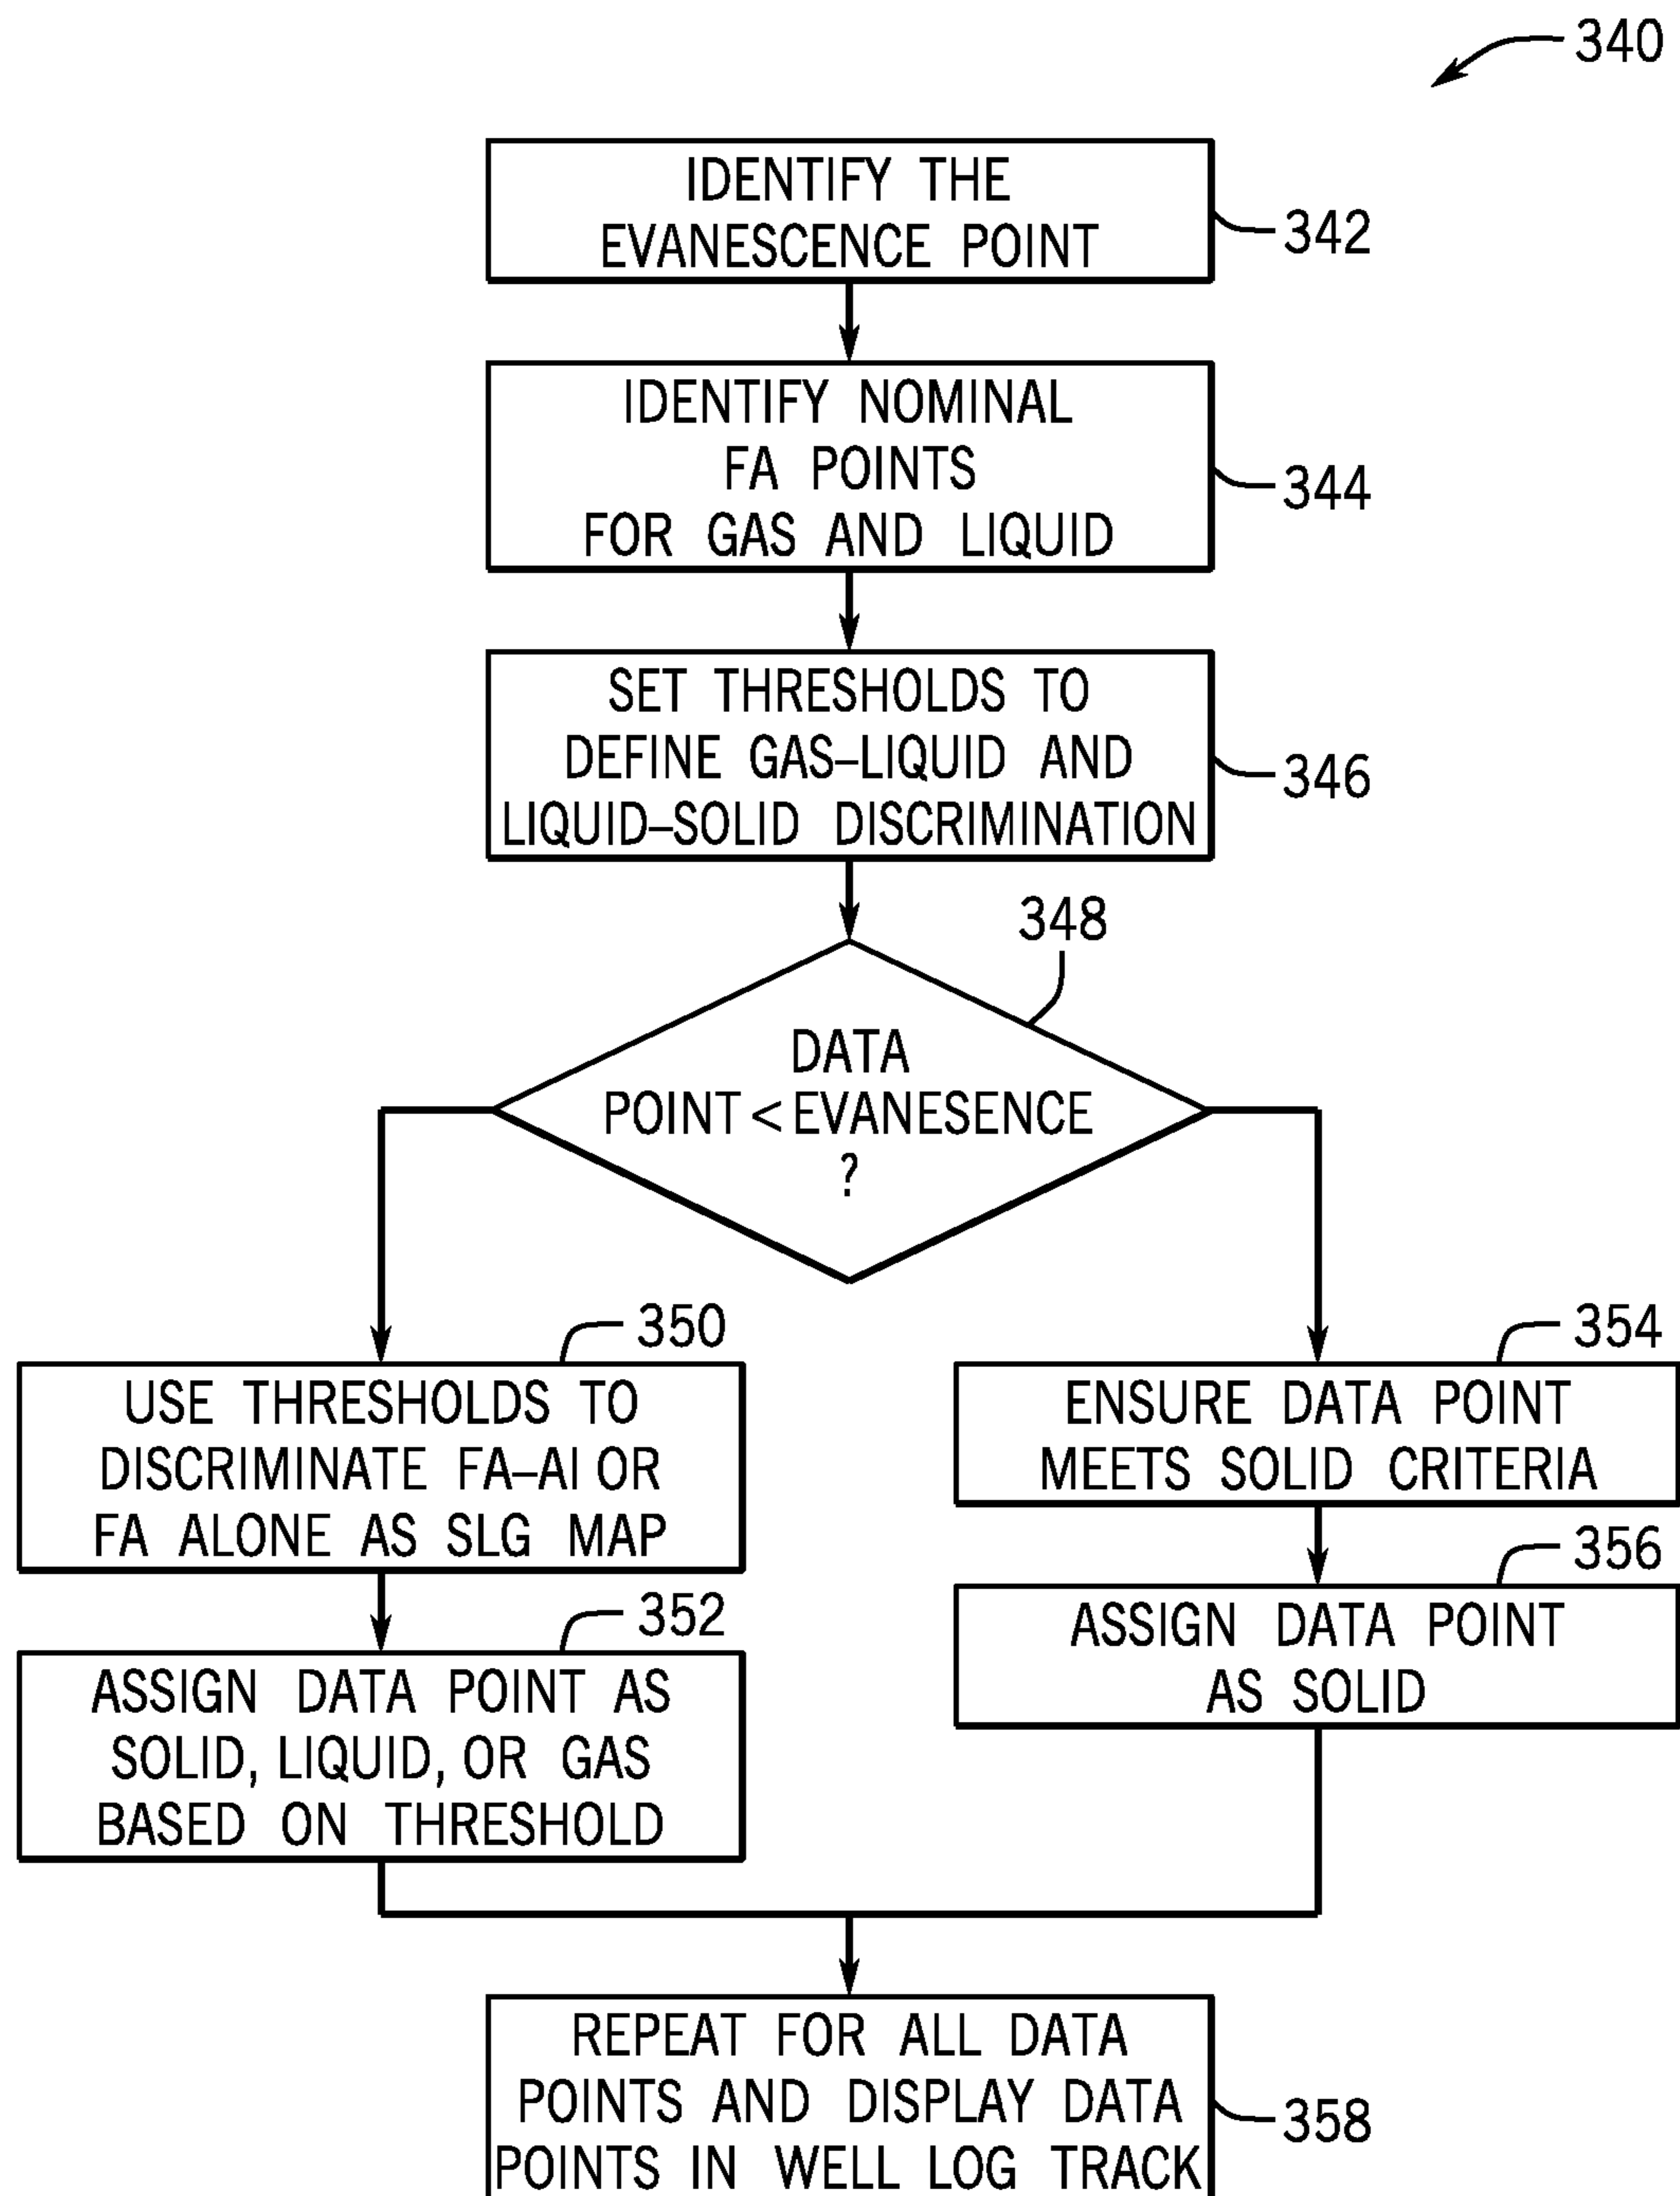 340
IDENTIFY THE
EVANESCENCE POINT
342
IDENTIFY NOMINAL
FA POINTS
FOR GAS AND LIQUID
344
SET THRESHOLDS TO
DEFINE GAS–LIQUID AND
LIQUID–SOLID DISCRIMINATION
346
348
DATA
POINT < EVANESENCE
?
350
USE THRESHOLDS TO
DISCRIMINATE FA–AI OR
FA ALONE AS SLG MAP
352
ASSIGN DATA POINT AS
SOLID, LIQUID, OR GAS
BASED ON THRESHOLD
354
ENSURE DATA POINT
MEETS SOLID CRITERIA
356
ASSIGN DATA POINT
AS SOLID
REPEAT FOR ALL DATA
POINTS AND DISPLAY DATA
POINTS IN WELL LOG TRACK
358